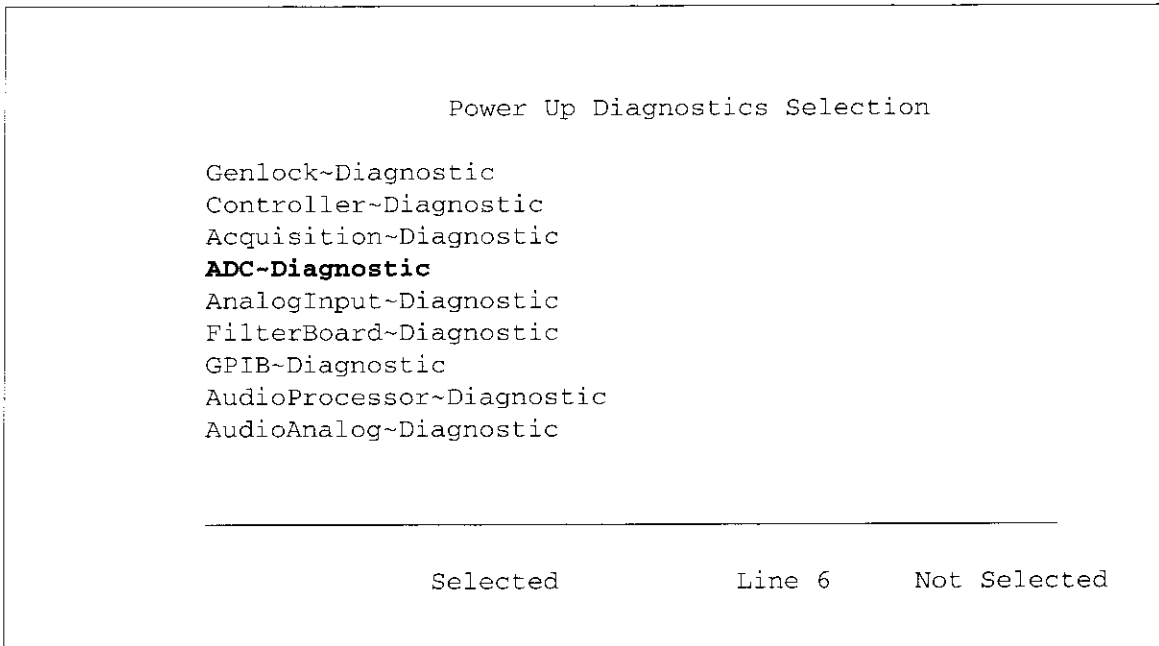 Power Up Diagnostics Selection
Genlock~Diagnostic
Controller~Diagnostic
Acquisition~Diagnostic
ADC~Diagnostic
AnalogInput~Diagnostic
FilterBoard~Diagnostic
GPIB~Diagnostic
AudioProcessor~Diagnostic
AudioAnalog~Diagnostic
Selected Line 6 Not Selected